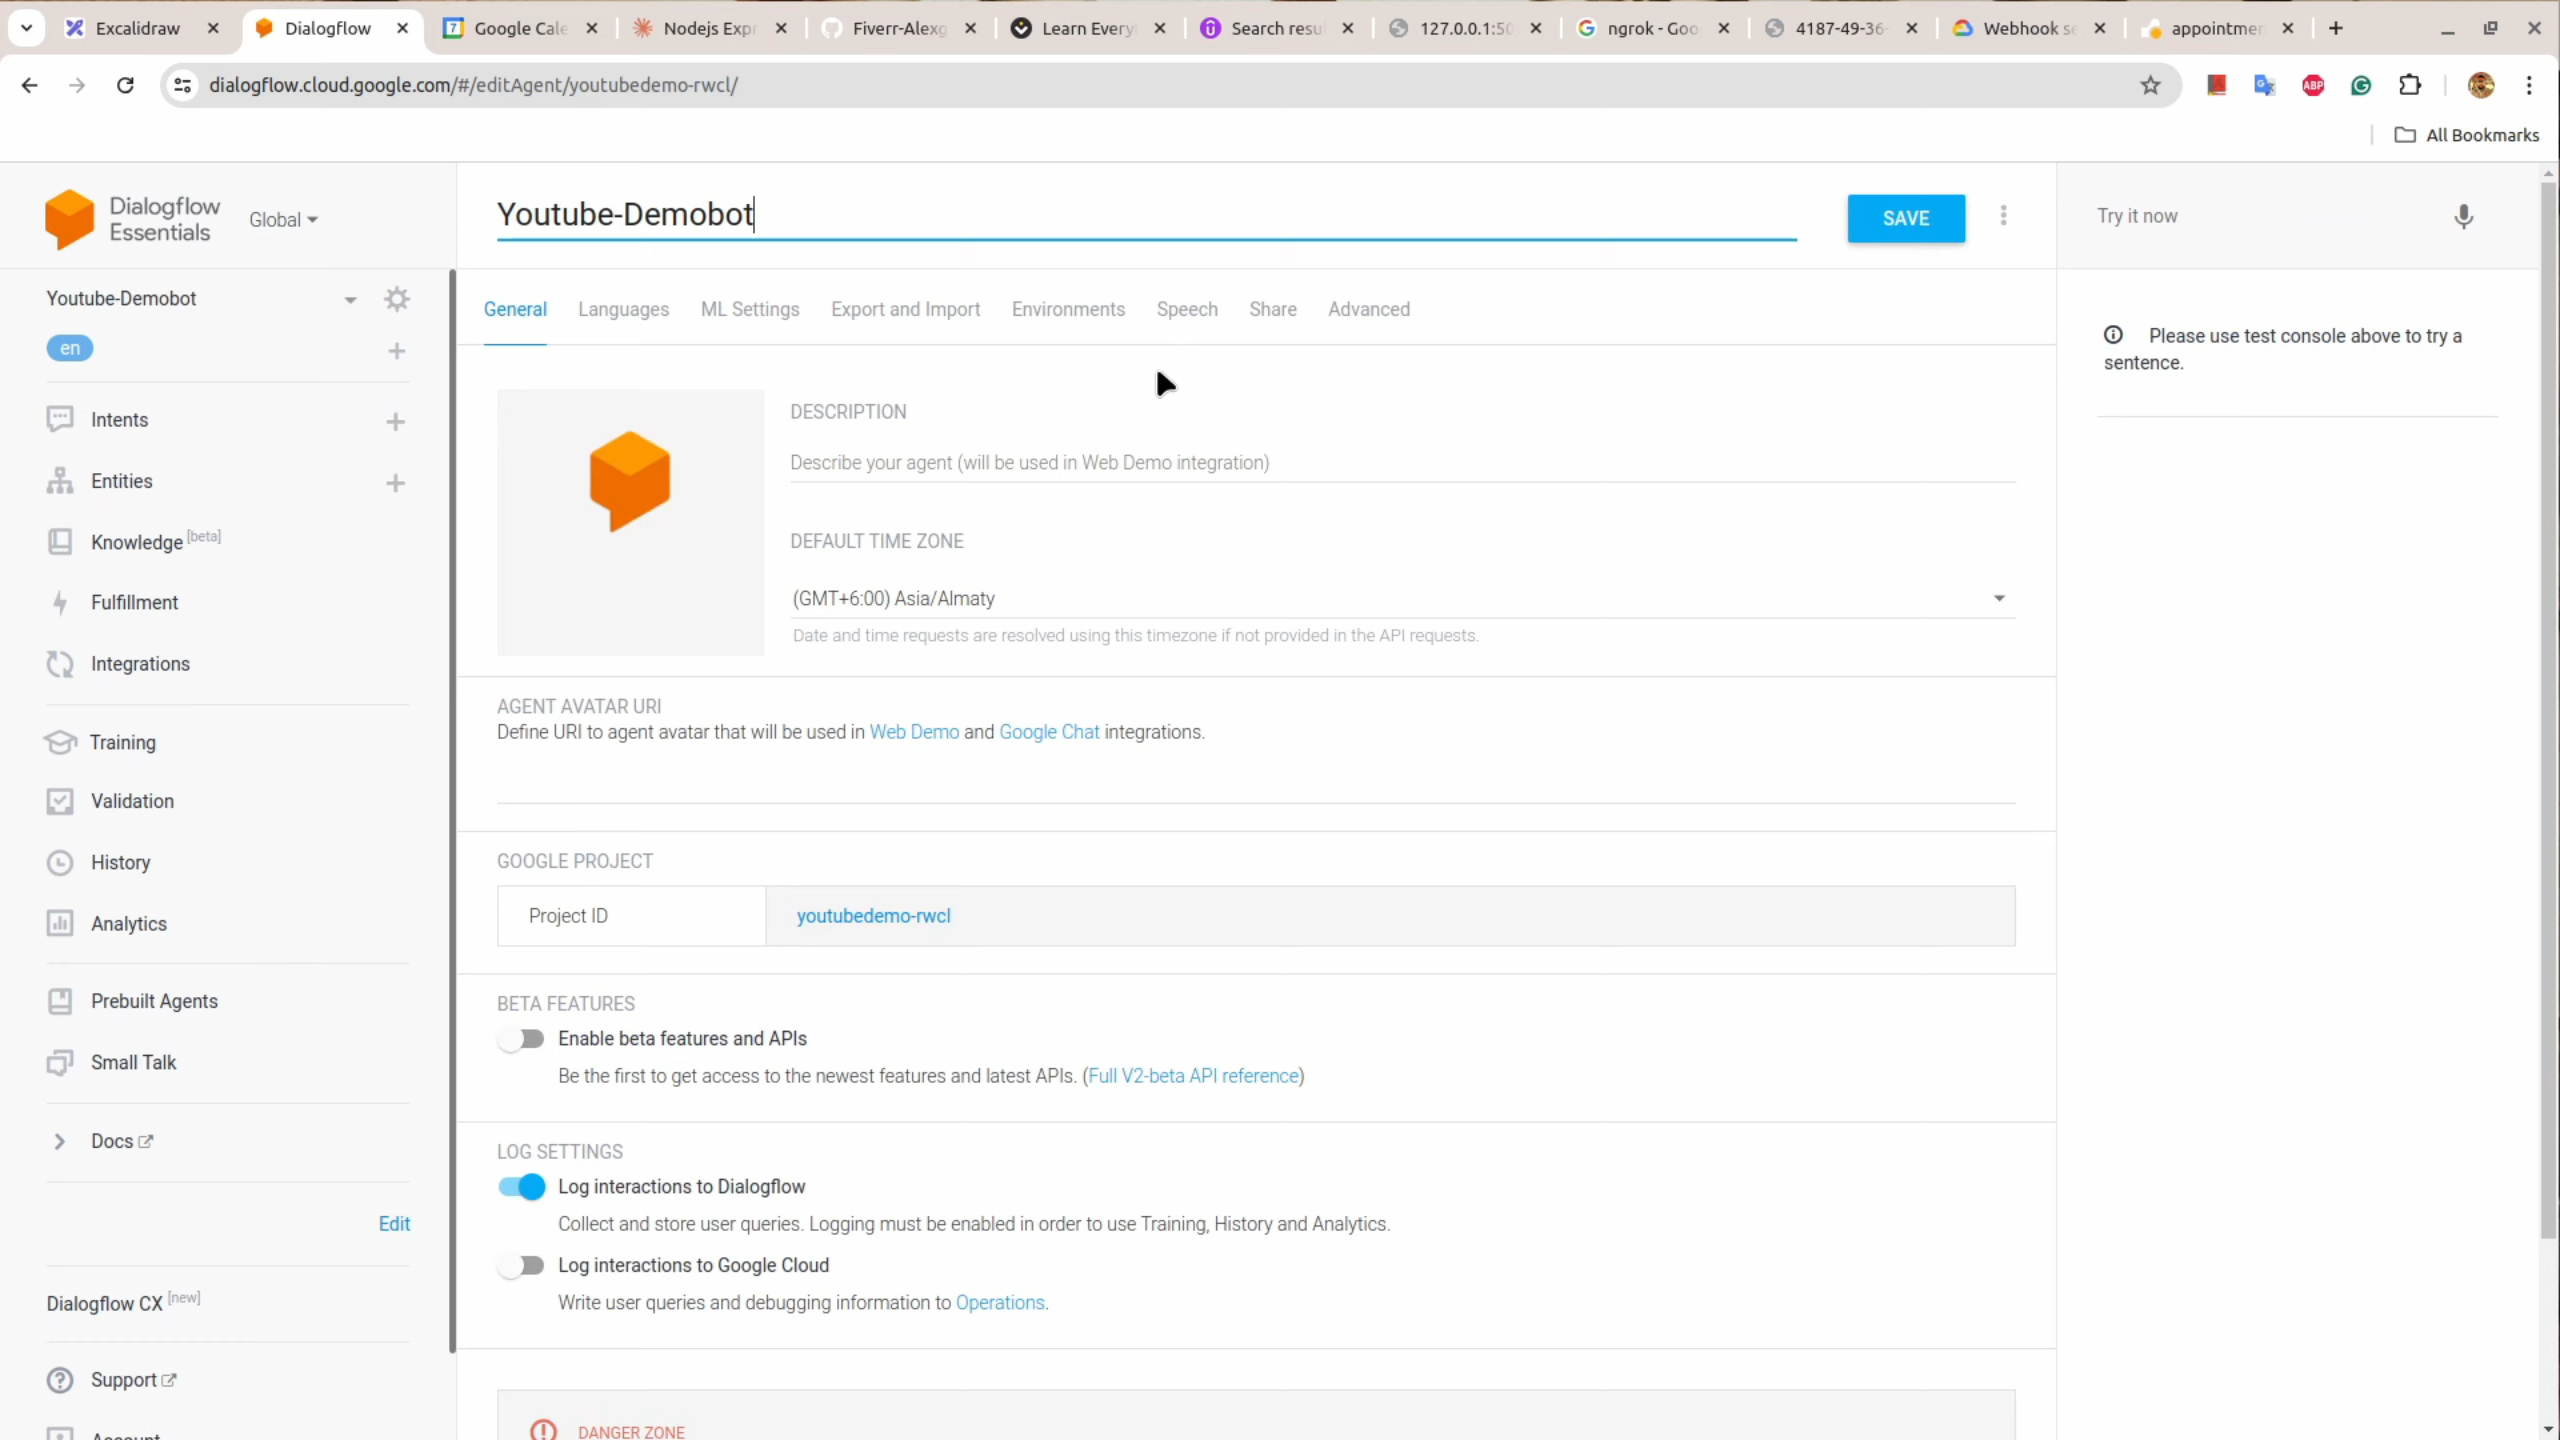 Excalidraw
Dialogflow
7
Google Cale
Nodejs Expr
Fiverr-Alexg
Learn Every
Search resu
127.0.0.1:50
ngrok - Goo
4187-49-36-
Webhook se
appointmen
dialogflow.cloud.google.com/#/editAgent/youtubedemo-rwcl/
ABP
All Bookmarks
Dialogflow
Essentials
Global
Youtube-Demobot
SAVE
Try it now
Youtube-Demobot
en
Intents
Entities
Knowledge [beta]
Fulfillment
Integrations
Training
Validation
History
Analytics
Prebuilt Agents
Small Talk
Docs
Edit
Dialogflow CX [new]
Support
General
Languages
ML Settings
Export and Import
Environments
Speech
Share
Advanced
DESCRIPTION
Describe your agent (will be used in Web Demo integration)
DEFAULT TIME ZONE
(GMT+6:00) Asia/Almaty
Date and time requests are resolved using this timezone if not provided in the API requests.
AGENT AVATAR URI
Define URI to agent avatar that will be used in Web Demo and Google Chat integrations.
GOOGLE PROJECT
Project ID
youtubedemo-rwcl
BETA FEATURES
Enable beta features and APIs
Be the first to get access to the newest features and latest APIs. (Full V2-beta API reference)
LOG SETTINGS
Log interactions to Dialogflow
Collect and store user queries. Logging must be enabled in order to use Training, History and Analytics.
Log interactions to Google Cloud
Write user queries and debugging information to Operations.
DANGER ZONE
Please use test console above to try a
sentence.